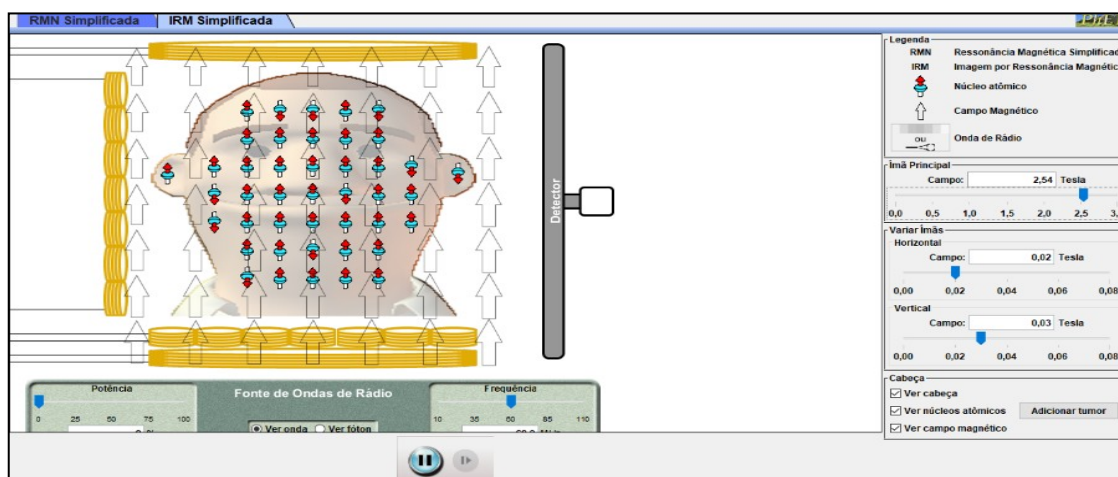 RMN Simplificada
IRM Simplificada
Legenda
RMN Ressonância Magnética Simplificad
IRM Imagem por Ressonância Magnétic
Núcleo atômico
Campo Magnético
OU
Onda de Rádio
Detector
Ímã Principal
Campo: 2,54 Tesla
0,0 0,5 1,0 1,5 2,0 2,5 3,
Variar Ímãs
Horizontal
Campo: 0,02 Tesla
0,00 0,02 0,04 0,06 0,08
Vertical
Campo: 0,03 Tesla
0,00 0,02 0,04 0,06 0,08
Cabeça
Ver cabeça
Ver núcleos atômicos Adicionar tumor
Ver campo magnético
Potência
0 25 50 75 100
Fonte de Ondas de Rádio
Ver onda Ver fóton
Frequência
10 35 60 85 110